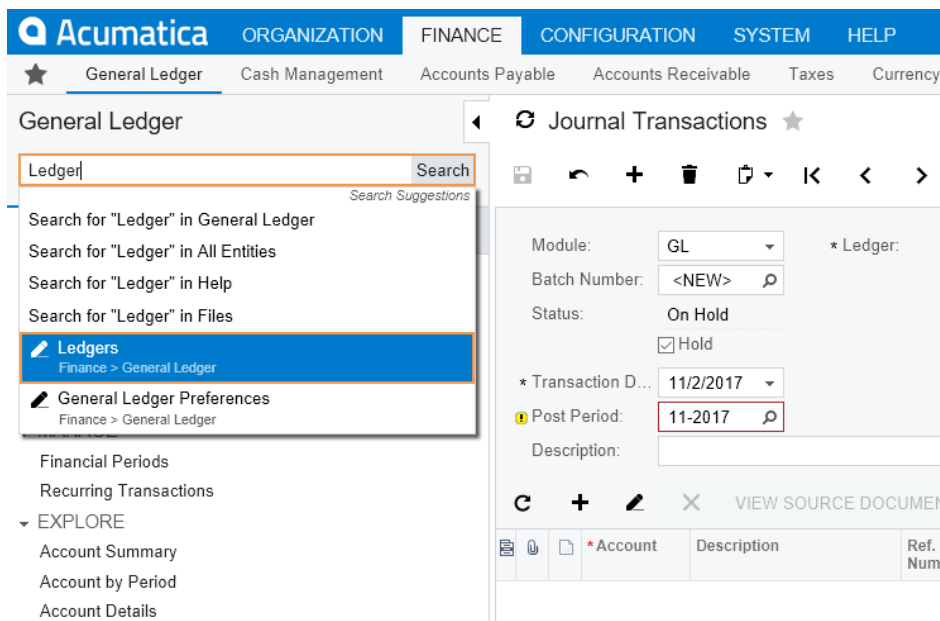 Acumatica ORGANIZATION FINANCE CONFIGURATION SYSTEM HELP
General Ledger Cash Management Accounts Payable Accounts Receivable Taxes Currency
General Ledger
Ledger Search
Search Suggestions
Search for "Ledger" in General Ledger
Search for "Ledger" in All Entities
Search for "Ledger" in Help
Search for "Ledger" in Files
Ledgers
Finance > General Ledger
General Ledger Preferences
Finance > General Ledger
Financial Periods
Recurring Transactions
EXPLORE
Account Summary
Account by Period
Account Details
Journal Transactions
Module: GL * Ledger:
Batch Number: <NEW>
Status: On Hold
Hold
* Transaction D... 11/2/2017
Post Period: 11-2017
Description:
VIEW SOURCE DOCUMEN
* Account Description Ref.
Num